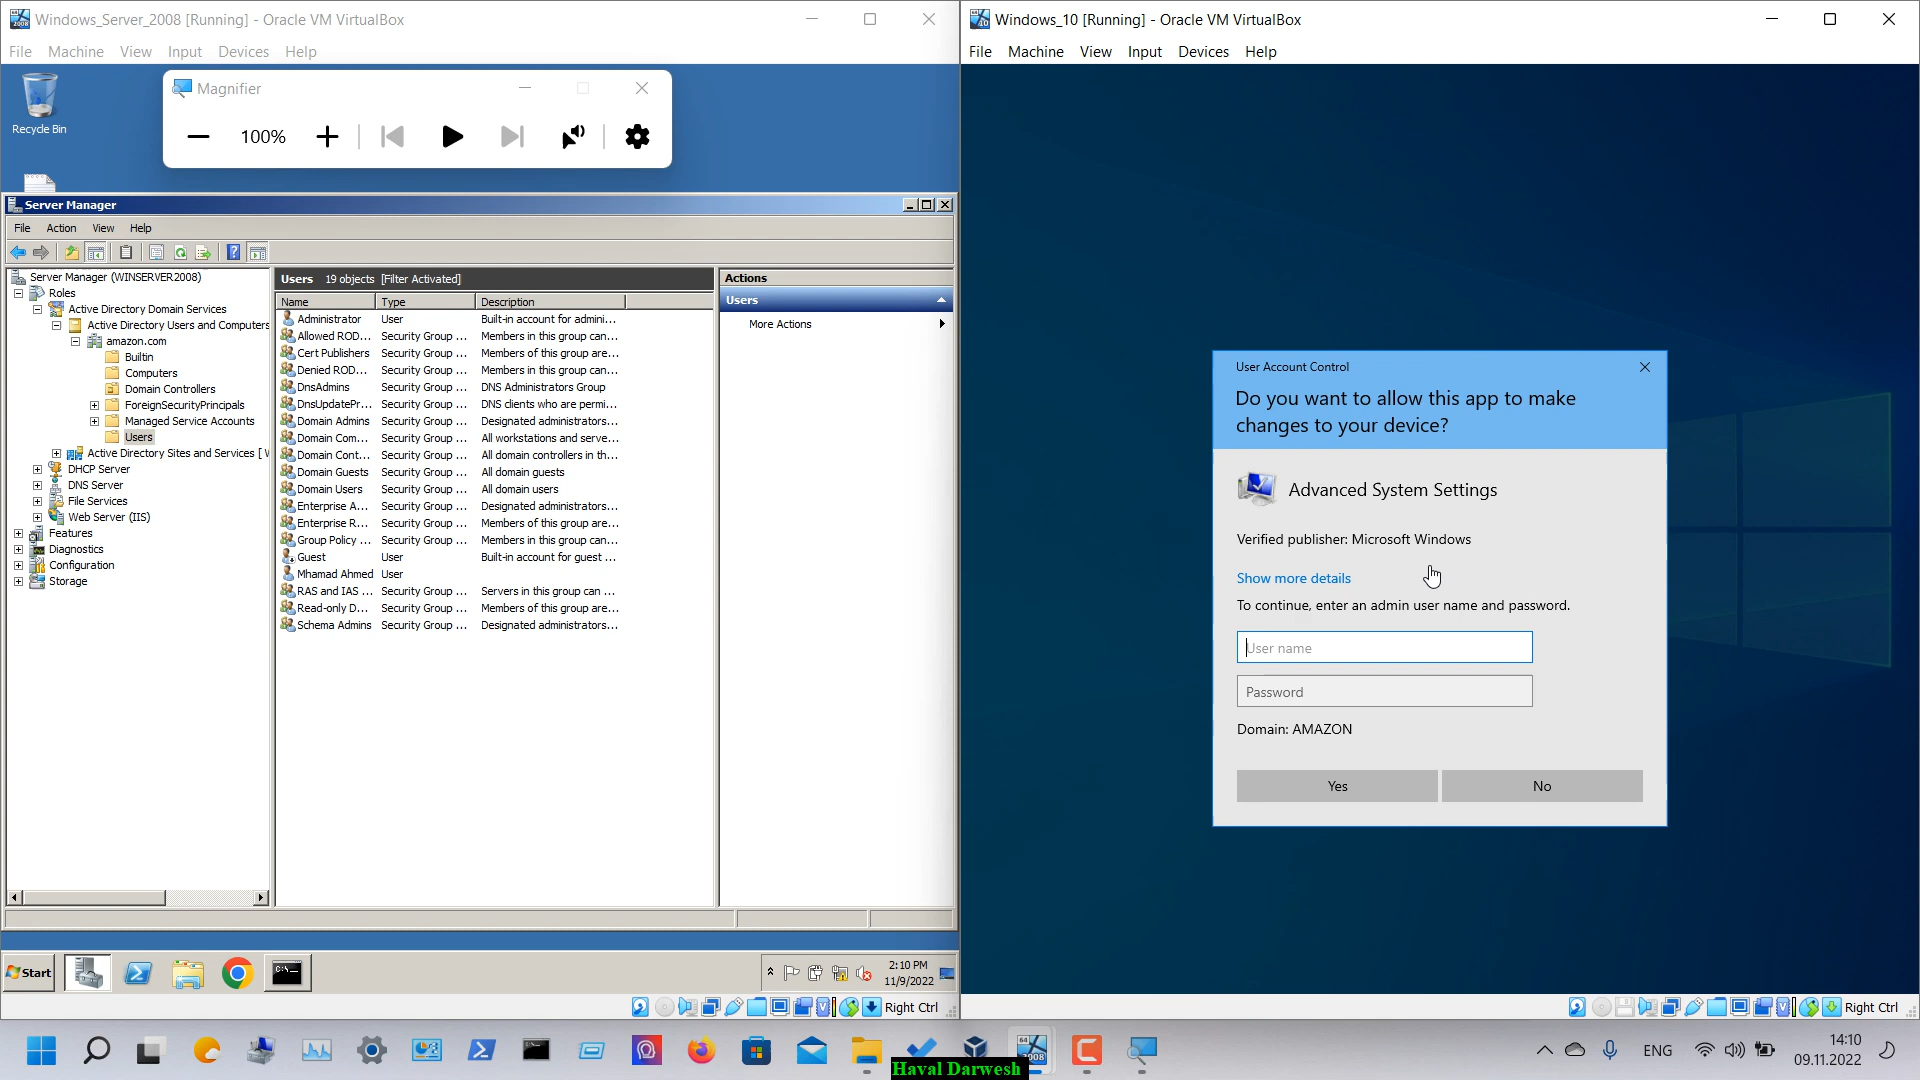 Windows_Server_2008 [Running] - Oracle VM VirtualBox
File Machine View Input Devices Help
Recycle Bin
Magnifier
100%
Server Manager
File Action View Help
Server Manager (WINSERVER2008)
Roles
Active Directory Domain Services
Active Directory Users and Computers
amazon.com
Builtin
Computers
Domain Controllers
ForeignSecurityPrincipals
Managed Service Accounts
Users
Active Directory Sites and Services [
DHCP Server
DNS Server
File Services
Web Server (IIS)
Features
Diagnostics
Configuration
Storage
Users 19 objects [Filter Activated]
Name Type Description
Administrator User Built-in account for admini...
Allowed ROD... Security Group ... Members in this group can...
Cert Publishers Security Group ... Members of this group are...
Denied ROD... Security Group ... Members in this group can...
DnsAdmins Security Group ... DNS Administrators Group
DnsUpdatePr... Security Group ... DNS clients who are permi...
Domain Admins Security Group ... Designated administrators...
Domain Com... Security Group ... All workstations and serve...
Domain Cont... Security Group ... All domain controllers in th...
Domain Guests Security Group ... All domain guests
Domain Users Security Group ... All domain users
Enterprise A... Security Group ... Designated administrators...
Enterprise R... Security Group ... Members of this group are...
Group Policy ... Security Group ... Members in this group can...
Guest User Built-in account for guest ...
Mhamad Ahmed User
RAS and IAS ... Security Group ... Servers in this group can ...
Read-only D... Security Group ... Members of this group are...
Schema Admins Security Group ... Designated administrators...
Actions
Users
More Actions
Start
2:10 PM
11/9/2022
Right Ctrl
Windows_10 [Running] - Oracle VM VirtualBox
File Machine View Input Devices Help
User Account Control
Do you want to allow this app to make
changes to your device?
Advanced System Settings
Verified publisher: Microsoft Windows
Show more details
To continue, enter an admin user name and password.
User name
Password
Domain: AMAZON
Yes No
Right Ctrl
Haval Darwesh
ENG
14:10
09.11.2022